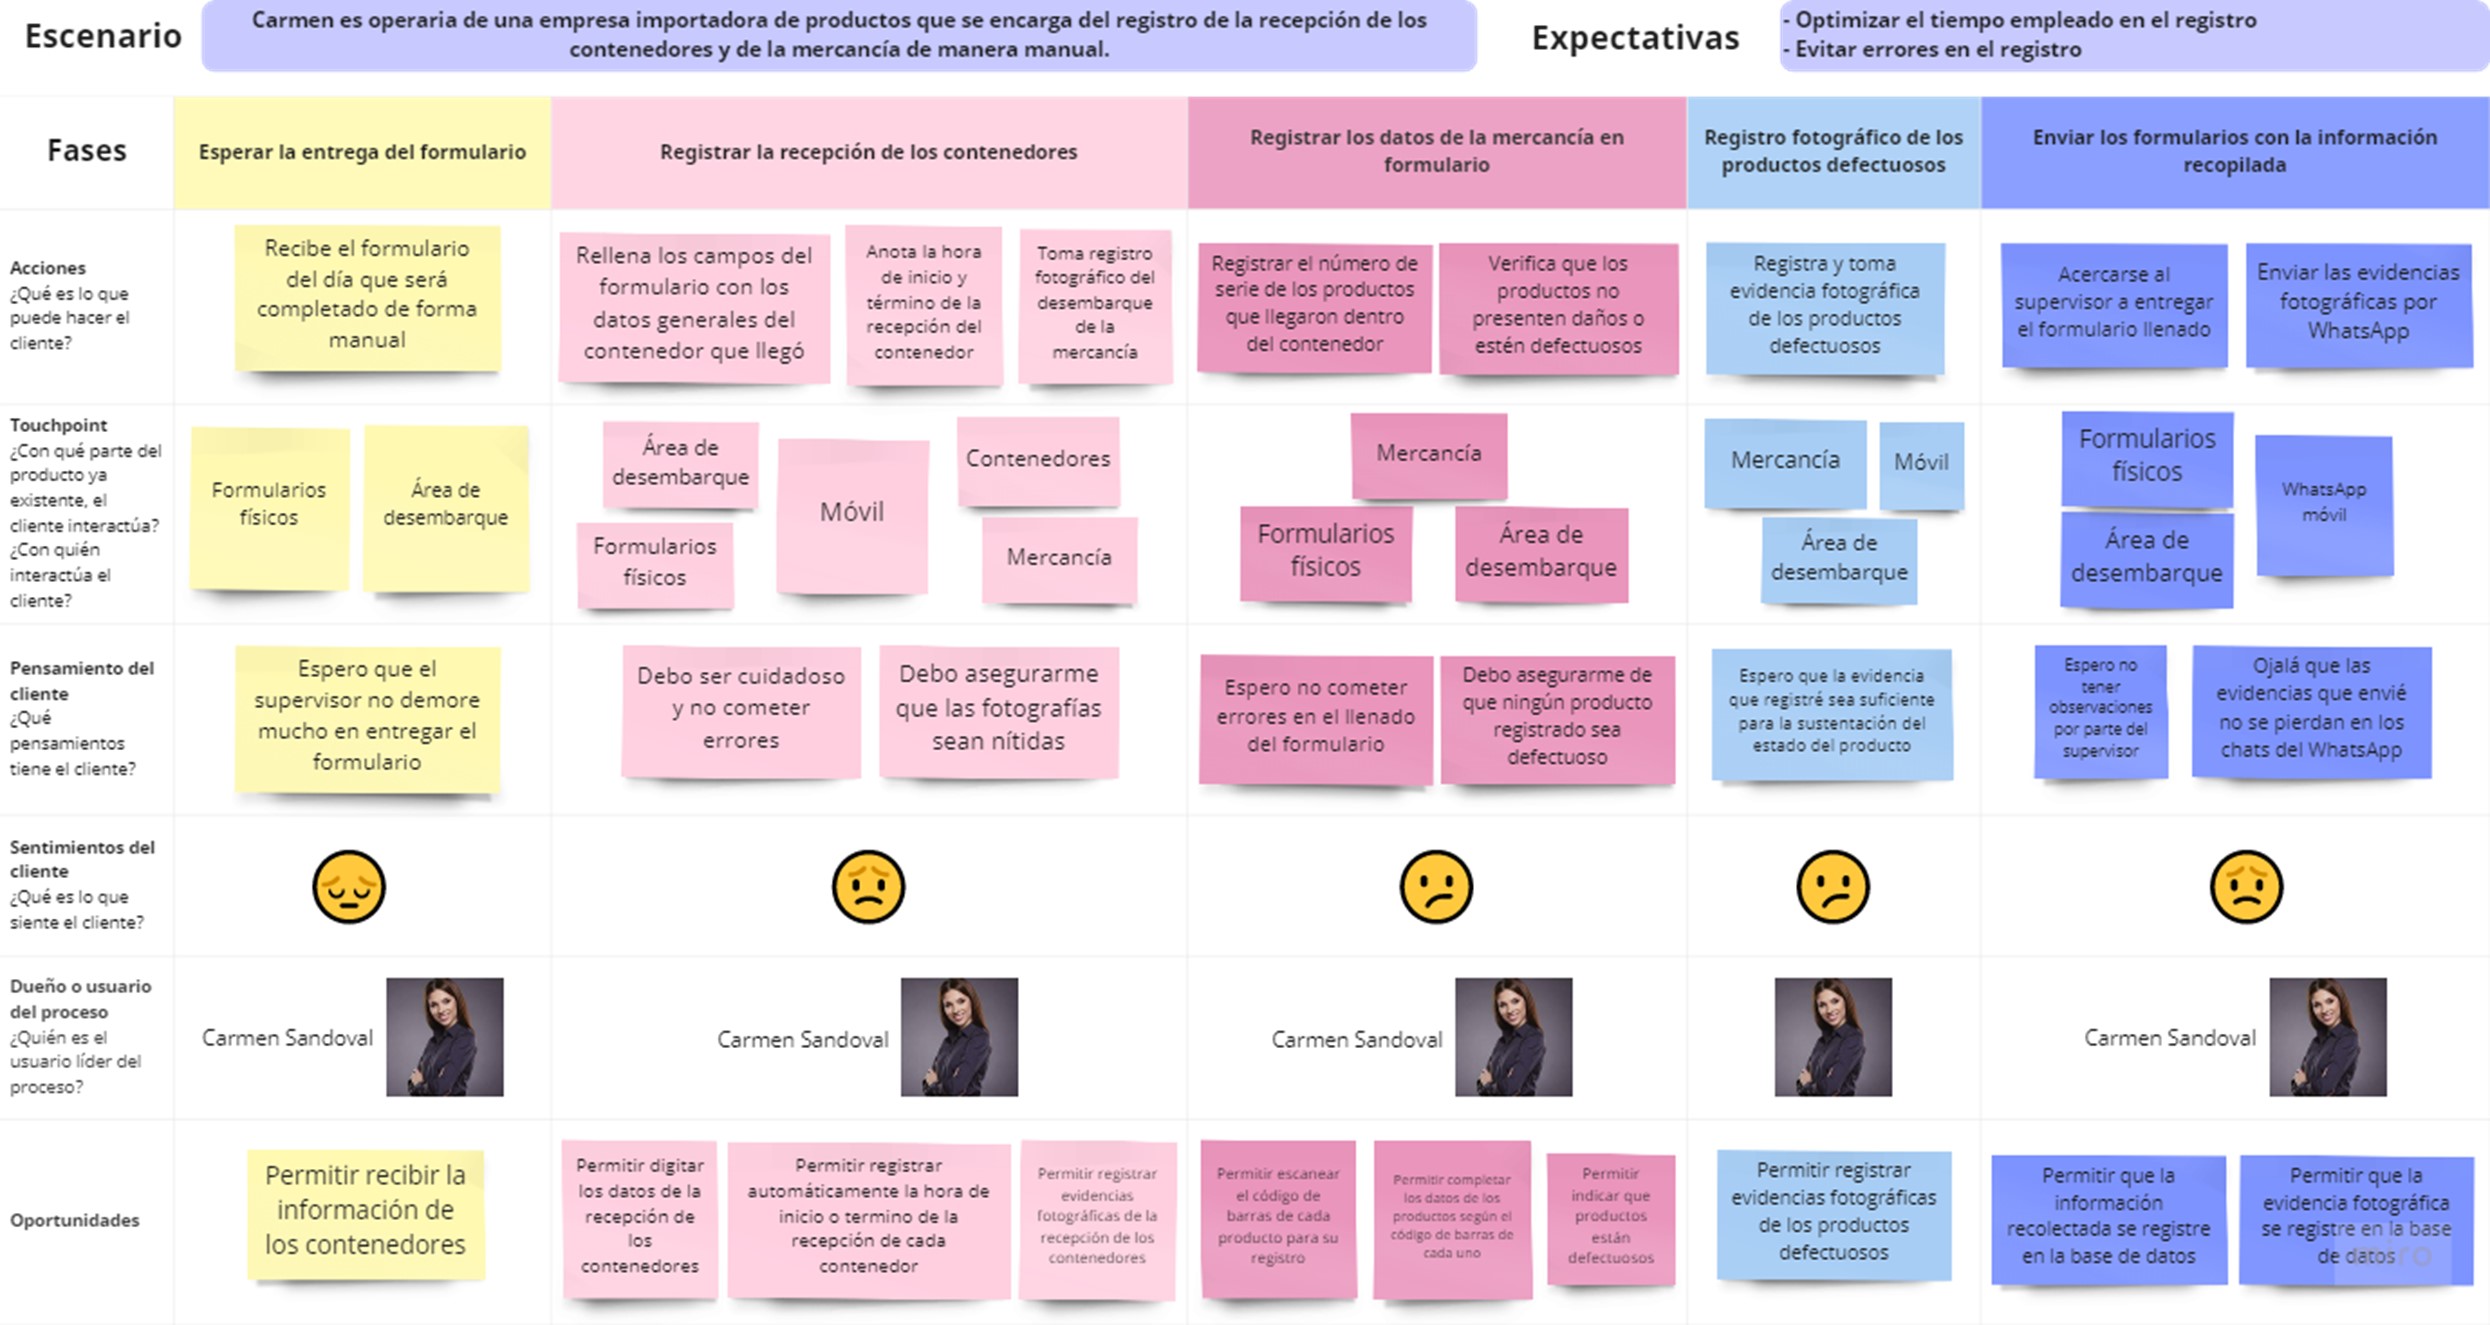 Escenario
Carmen es operaria de una empresa importadora de productos que se encarga del registro de la recepción de los
contenedores y de la mercancía de manera manual.
Expectativas
- Optimizar el tiempo empleado en el registro
- Evitar errores en el registro
Fases
Esperar la entrega del formulario
Registrar la recepción de los contenedores
Registrar los datos de la mercancía en
formulario
Registro fotográfico de los
productos defectuosos
Enviar los formularios con la información
recopilada
Acciones
¿Qué es lo que
puede hacer el
cliente?
Recibe el formulario
del día que será
completado de forma
manual
Rellena los campos del
formulario con los
datos generales del
contenedor que llegó
Anota la hora
de inicio y
término de la
recepción del
contenedor
Toma registro
fotográfico del
desembarque
de la
mercancía
Registrar el número de
serie de los productos
que llegaron dentro
del contenedor
Verifica que los
productos no
presenten daños o
estén defectuosos
Registra y toma
evidencia fotográfica
de los productos
defectuosos
Acercarse al
supervisor a entregar
el formulario llenado
Enviar las evidencias
fotográficas por
WhatsApp
Touchpoint
¿Con qué parte del
producto ya
existente, el
cliente interactúa?
¿Con quién
interactúa el
cliente?
Formularios
físicos
Área de
desembarque
Área de
desembarque
Formularios
físicos
Móvil
Contenedores
Mercancía
Mercancía
Formularios
físicos
Área de
desembarque
Mercancía
Móvil
Área de
desembarque
Formularios
físicos
Área de
desembarque
WhatsApp
móvil
Pensamiento del
cliente
¿Qué
pensamientos
tiene el cliente?
Espero que el
supervisor no demore
mucho en entregar el
formulario
Debo ser cuidadoso
y no cometer
errores
Debo asegurarme
que las fotografías
sean nítidas
Espero no cometer
errores en el llenado
del formulario
Debo asegurarme de
que ningún producto
registrado sea
defectuoso
Espero que la evidencia
que registré sea suficiente
para la sustentación del
estado del producto
Espero no
tener
observaciones
por parte del
supervisor
Ojalá que las
evidencias que envié
no se pierdan en los
chats del WhatsApp
Sentimientos del
cliente
¿Qué es lo que
siente el cliente?
Dueño o usuario
del proceso
¿Quién es el
usuario líder del
proceso?
Carmen Sandoval
Carmen Sandoval
Carmen Sandoval
Carmen Sandoval
Oportunidades
Permitir recibir la
información de
los contenedores
Permitir digitar
los datos de la
recepción de
los
contenedores
Permitir registrar
automáticamente la hora de
inicio o termino de la
recepción de cada
contenedor
Permitir registrar
evidencias
fotográficas de la
recepción de los
contenedores
Permitir escanear
el código de
barras de cada
producto para su
registro
Permitir completar
los datos de los
productos según el
código de barras de
cada uno
Permitir
indicar que
productos
están
defectuosos
Permitir registrar
evidencias fotográficas
de los productos
defectuosos
Permitir que la
información
recolectada se registre
en la base de datos
Permitir que la
evidencia fotográfica
se registre en la base
de datos